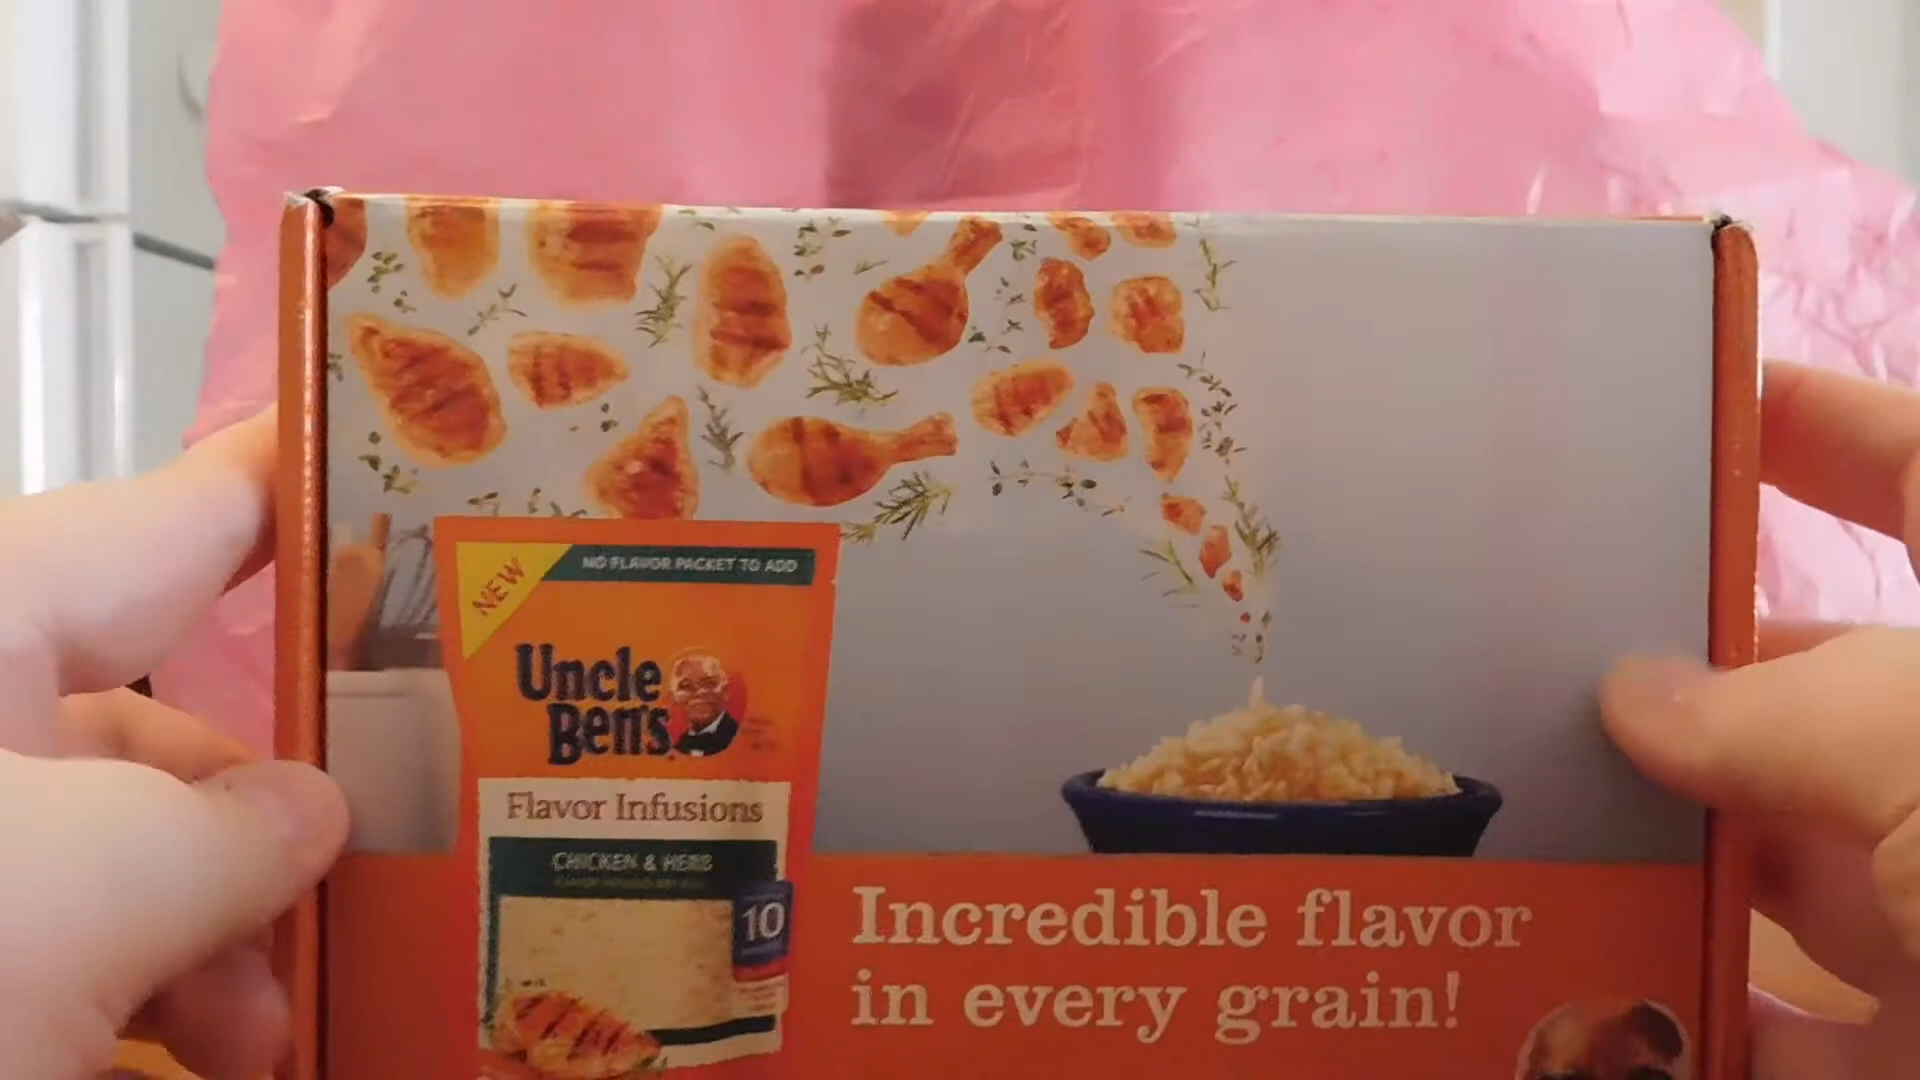 NEW
NO FLAVOR PACKET TO ADD
Uncle
Ben's
Flavor Infusions
CHICKEN & HERB
10
Incredible flavor
in every grain!